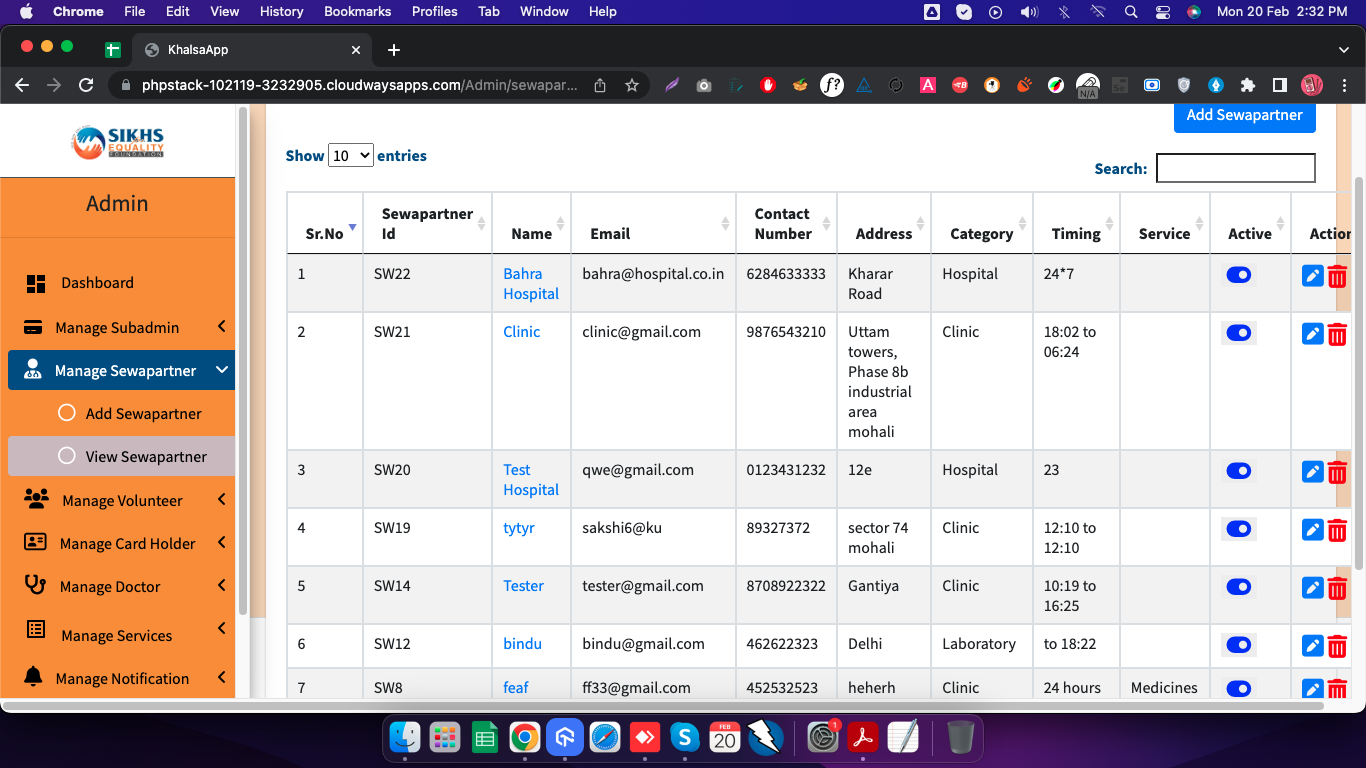 Chrome File Edit View History Bookmarks Profiles Tab Window Help Mon 20 Feb 2:32 PM
KhalsaApp
phpstack-102119-3232905.cloudwaysapps.com/Admin/sewapar...
N/A
SIKHS
EQUALITY
FOUNDATION
Admin
Dashboard
Manage Subadmin
Manage Sewapartner
Add Sewapartner
View Sewapartner
Manage Volunteer
Manage Card Holder
Manage Doctor
Manage Services
Manage Notification
Add Sewapartner
Show 10 entries
Search:
Sr.No Sewapartner Id Name Email Contact Number Address Category Timing Service Active Action
1 SW22 Bahra Hospital bahra@hospital.co.in 6284633333 Kharar Road Hospital 24*7
2 SW21 Clinic clinic@gmail.com 9876543210 Uttam towers, Phase 8b industrial area mohali Clinic 18:02 to 06:24
3 SW20 Test Hospital qwe@gmail.com 0123431232 12e Hospital 23
4 SW19 tytyr sakshi6@ku 89327372 sector 74 mohali Clinic 12:10 to 12:10
5 SW14 Tester tester@gmail.com 8708922322 Gantiya Clinic 10:19 to 16:25
6 SW12 bindu bindu@gmail.com 462622323 Delhi Laboratory to 18:22
7 SW8 feaf ff33@gmail.com 452532523 heherh Clinic 24 hours Medicines
FEB
20
1